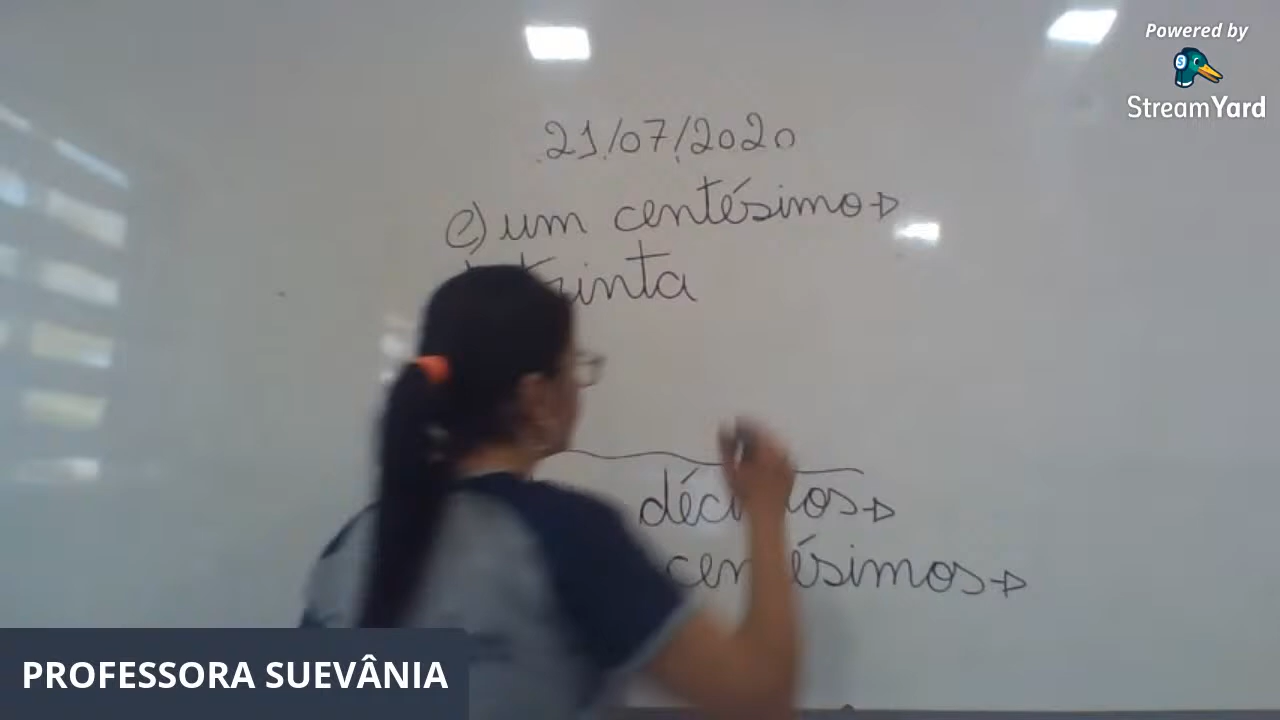 Powered by
StreamYard
21/07/2020
e) um centésimo
trinta
décimos
centésimos
PROFESSORA SUEVÂNIA